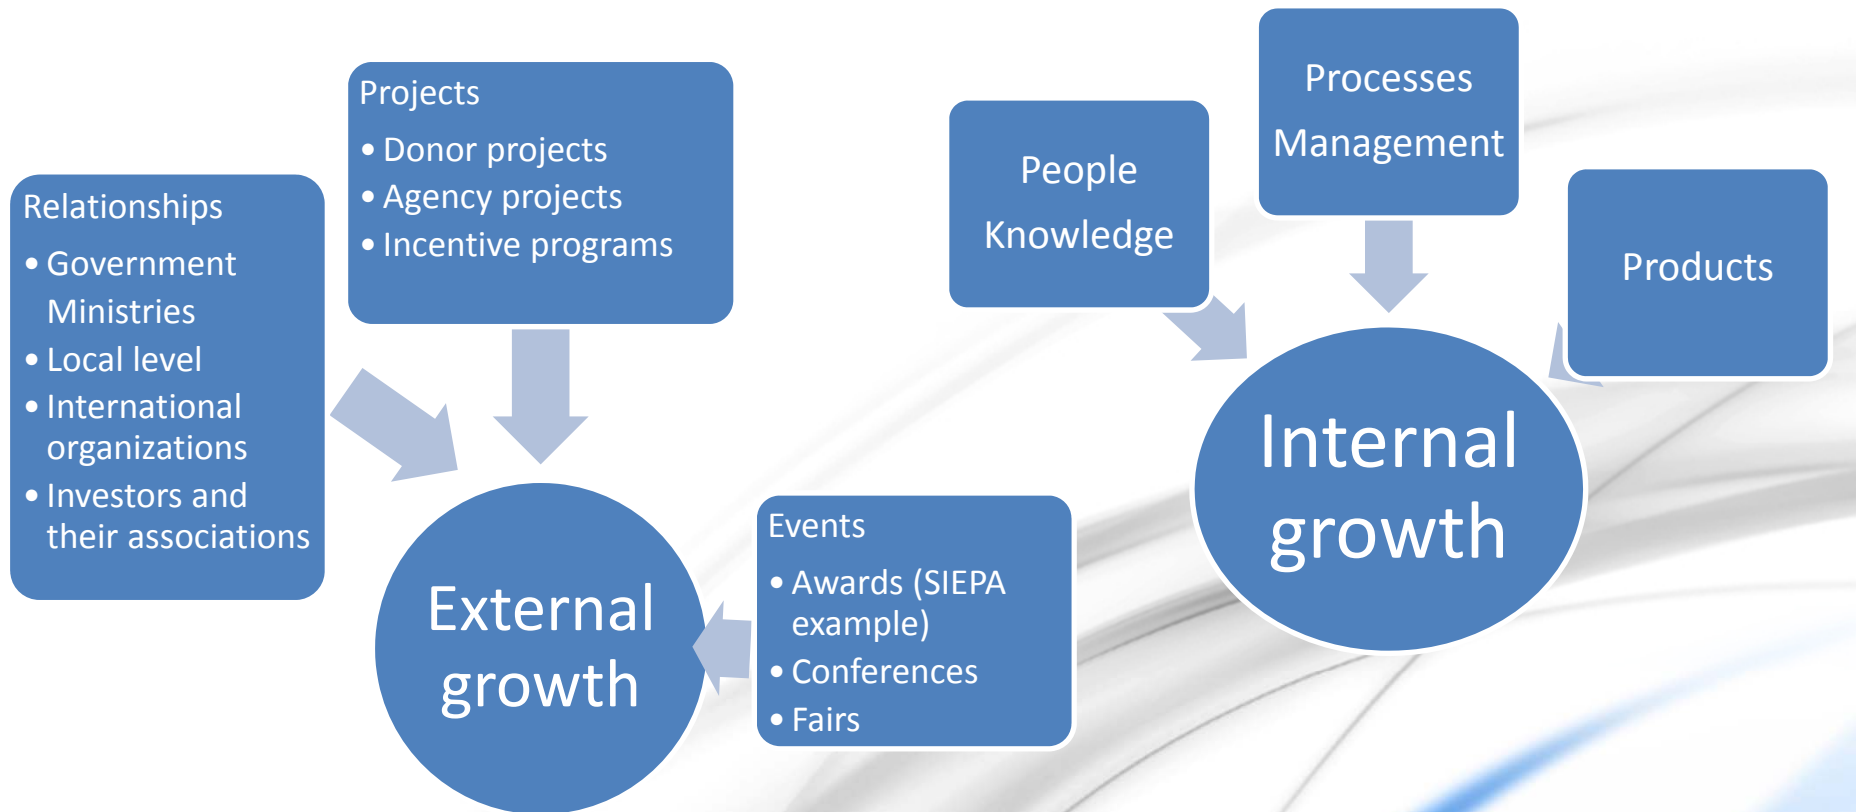 Relationships
• Government
Ministries
• Local level
• International
organizations
• Investors and
their associations
Projects
• Donor projects
• Agency projects
• Incentive programs
External
growth
Events
• Awards (SIEPA
example)
• Conferences
• Fairs
People
Knowledge
Processes
Management
Products
Internal
growth